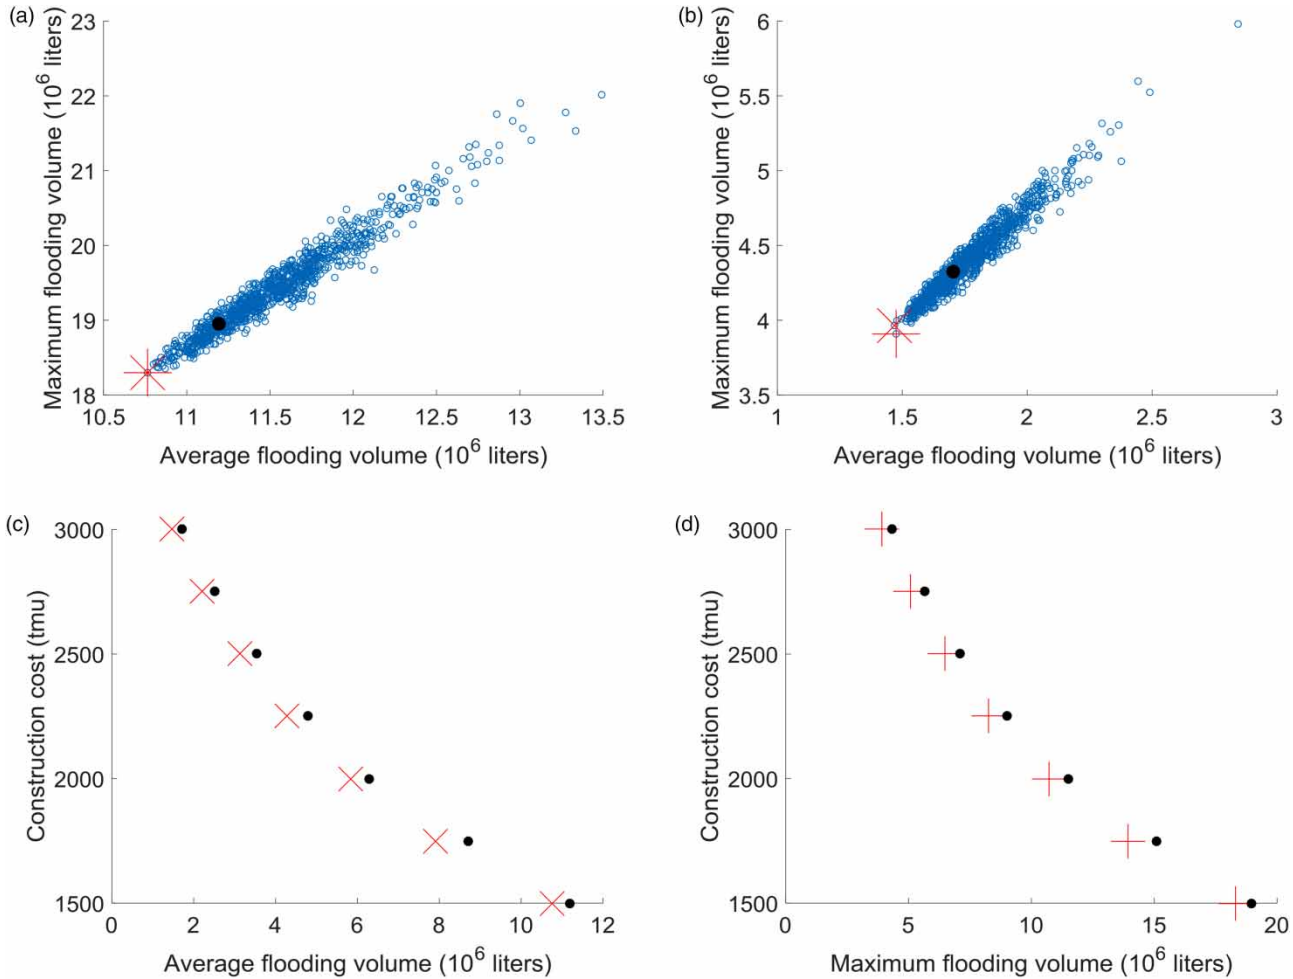 (a)
23
22
21
20
19
18
Maximum flooding volume (10^6 liters)
10.5 11 11.5 12 12.5 13 13.5
Average flooding volume (10^6 liters)
(b)
6
5.5
5
4.5
4
3.5
Maximum flooding volume (10^6 liters)
1 1.5 2 2.5 3
Average flooding volume (10^6 liters)
(c)
3000
2500
2000
1500
Construction cost (tmu)
0 2 4 6 8 10 12
Average flooding volume (10^6 liters)
(d)
3000
2500
2000
1500
Construction cost (tmu)
0 5 10 15 20
Maximum flooding volume (10^6 liters)